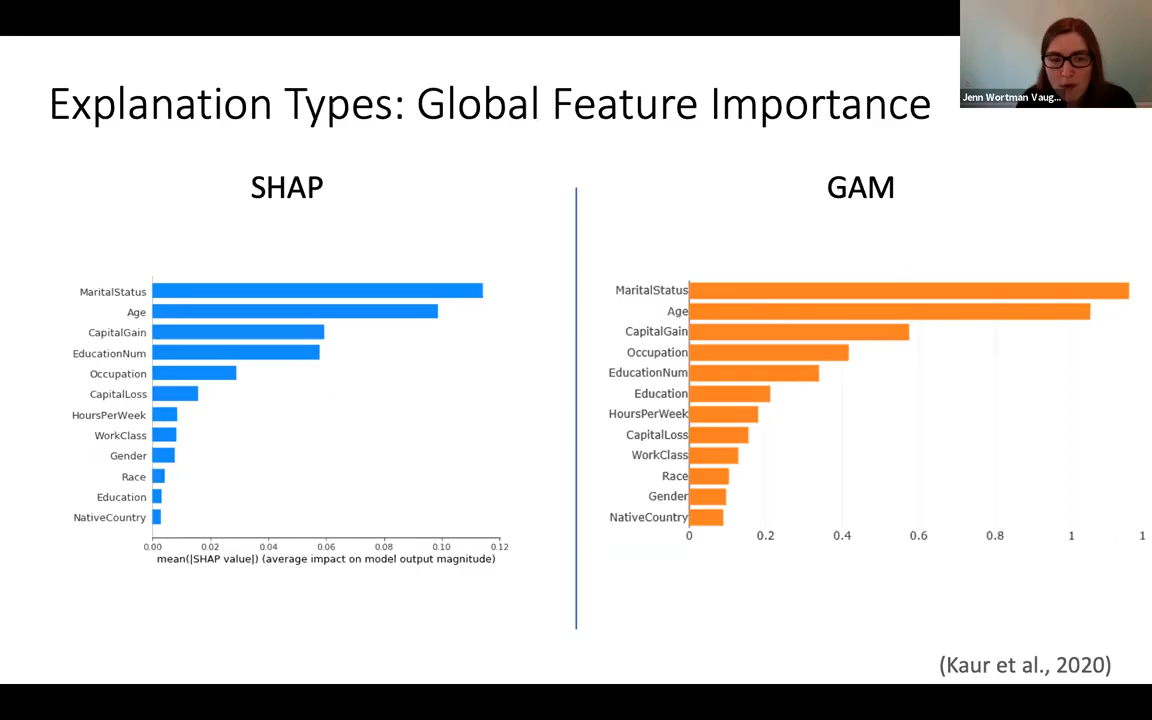 Jenn Wortman Vaug...
Explanation Types: Global Feature Importance
SHAP
MaritalStatus
Age
CapitalGain
EducationNum
Occupation
CapitalLoss
HoursPerWeek
WorkClass
Gender
Race
Education
NativeCountry
0.00 0.02 0.04 0.06 0.08 0.10 0.12
mean(|SHAP value|) (average impact on model output magnitude)
GAM
MaritalStatus
Age
CapitalGain
Occupation
EducationNum
Education
HoursPerWeek
CapitalLoss
WorkClass
Race
Gender
NativeCountry
0 0.2 0.4 0.6 0.8 1 1
(Kaur et al., 2020)